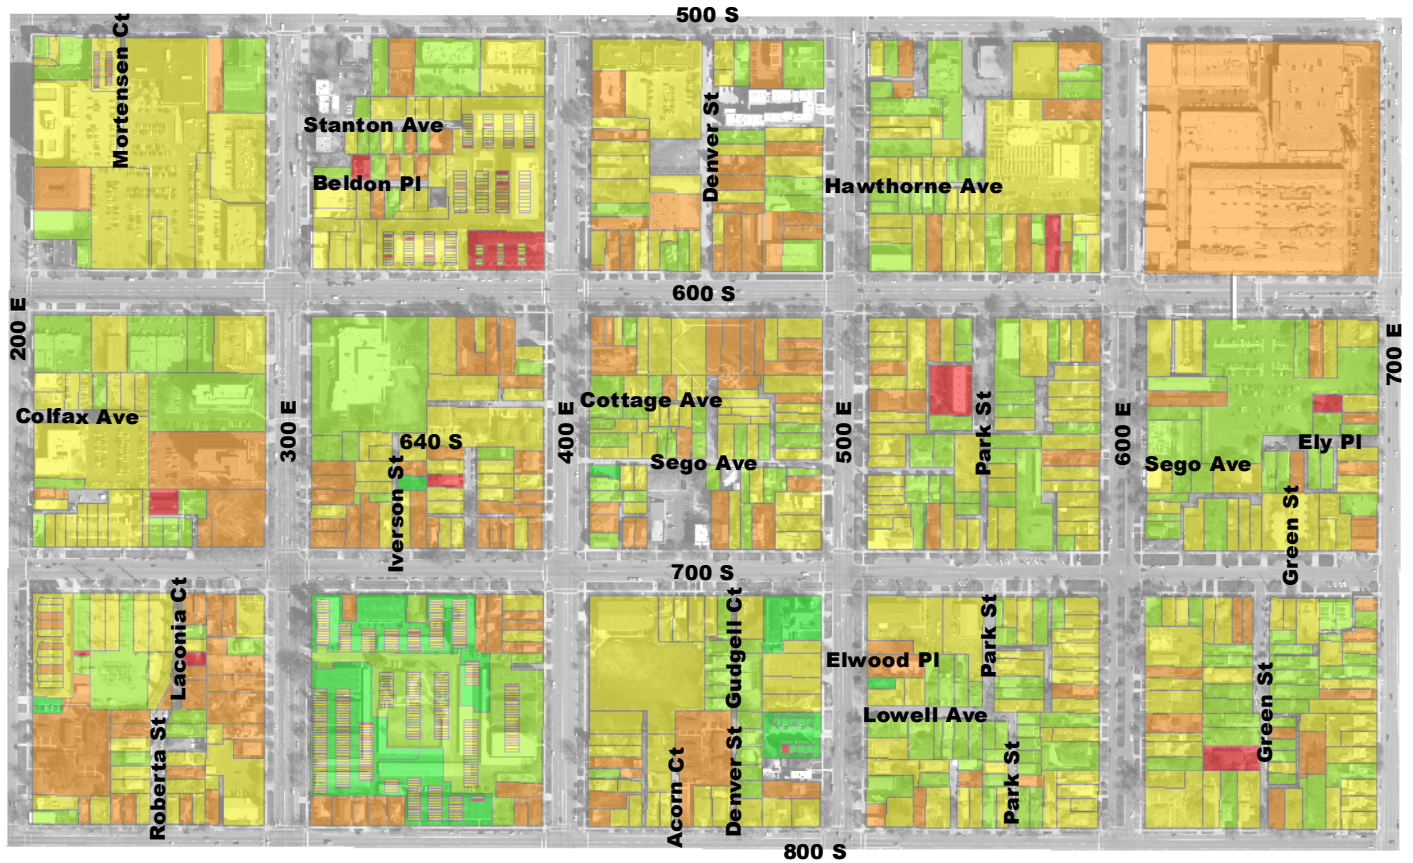 500 S
Mortensen Ct
Stanton Ave
Denver St
Beldon Pl
Hawthorne Ave
600 S
200 E
700 E
Colfax Ave
300 E
640 S
Iverson St
400 E
Cottage Ave
Sego Ave
500 E
Park St
600 E
Sego Ave
Ely Pl
Green St
700 S
Laconia Ct
Roberta St
Gudgell Ct
Denver St
Acorn Ct
Elwood Pl
Park St
Lowell Ave
Park St
Green St
800 S